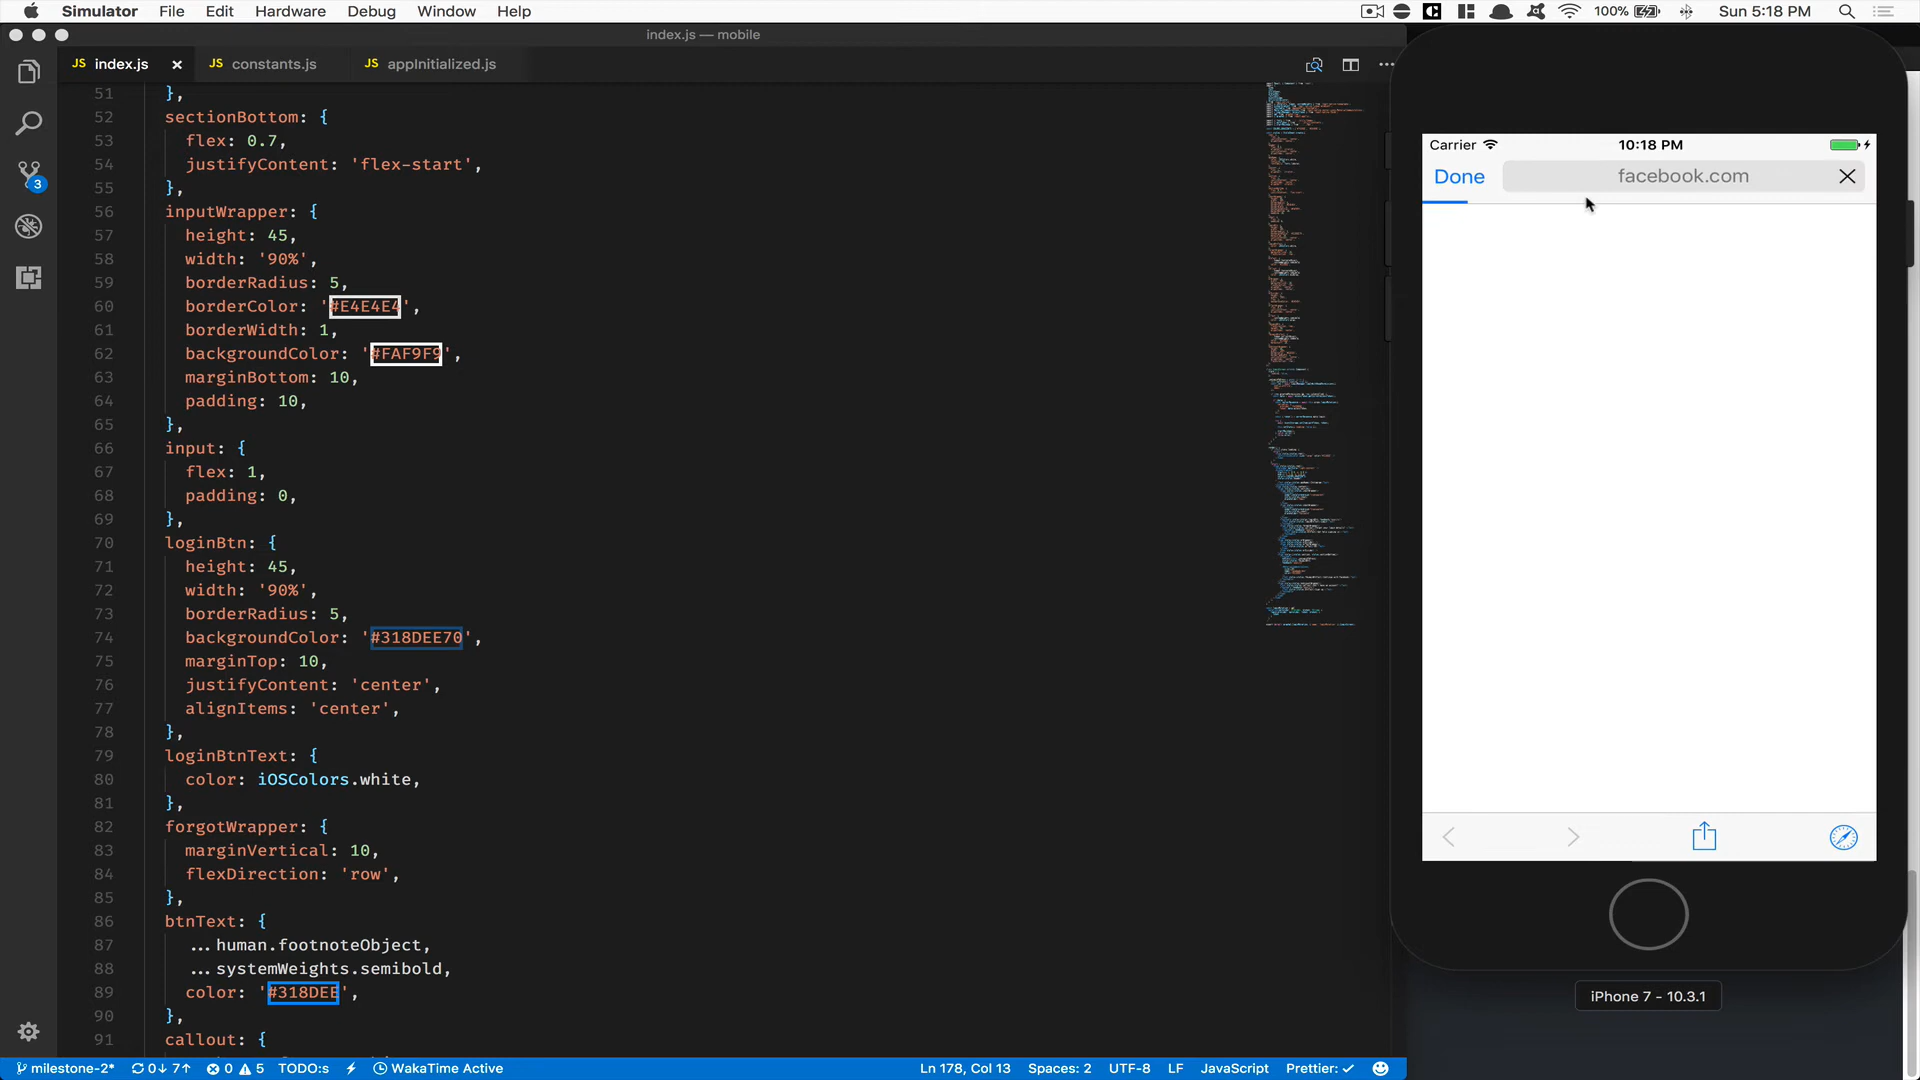 Simulator File Edit Hardware Debug Window Help 100% Sun 5:18 PM
index.js — mobile
JS index.js JS constants.js JS appInitialized.js
51 },
52 sectionBottom: {
53 flex: 0.7,
54 justifyContent: 'flex-start',
55 },
56 inputWrapper: {
57 height: 45,
58 width: '90%',
59 borderRadius: 5,
60 borderColor: '#E4E4E4',
61 borderWidth: 1,
62 backgroundColor: '#FAF9F9',
63 marginBottom: 10,
64 padding: 10,
65 },
66 input: {
67 flex: 1,
68 padding: 0,
69 },
70 loginBtn: {
71 height: 45,
72 width: '90%',
73 borderRadius: 5,
74 backgroundColor: '#318DEE70',
75 marginTop: 10,
76 justifyContent: 'center',
77 alignItems: 'center',
78 },
79 loginBtnText: {
80 color: iOSColors.white,
81 },
82 forgotWrapper: {
83 marginVertical: 10,
84 flexDirection: 'row',
85 },
86 btnText: {
87 ...human.footnoteObject,
88 ...systemWeights.semibold,
89 color: '#318DEE',
90 },
91 callout: {
3
milestone-2* 0↓ 7↑ 0 5 TODO:s WakaTime Active Ln 178, Col 13 Spaces: 2 UTF-8 LF JavaScript Prettier: ✓
Carrier 10:18 PM
Done facebook.com
iPhone 7 - 10.3.1